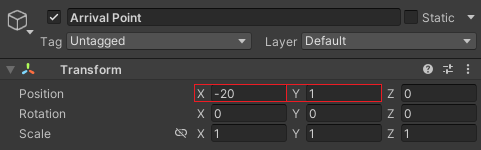 Arrival Point Static
Tag Untagged Layer Default
Transform
Position X -20 Y 1 Z 0
Rotation X 0 Y 0 Z 0
Scale X 1 Y 1 Z 1